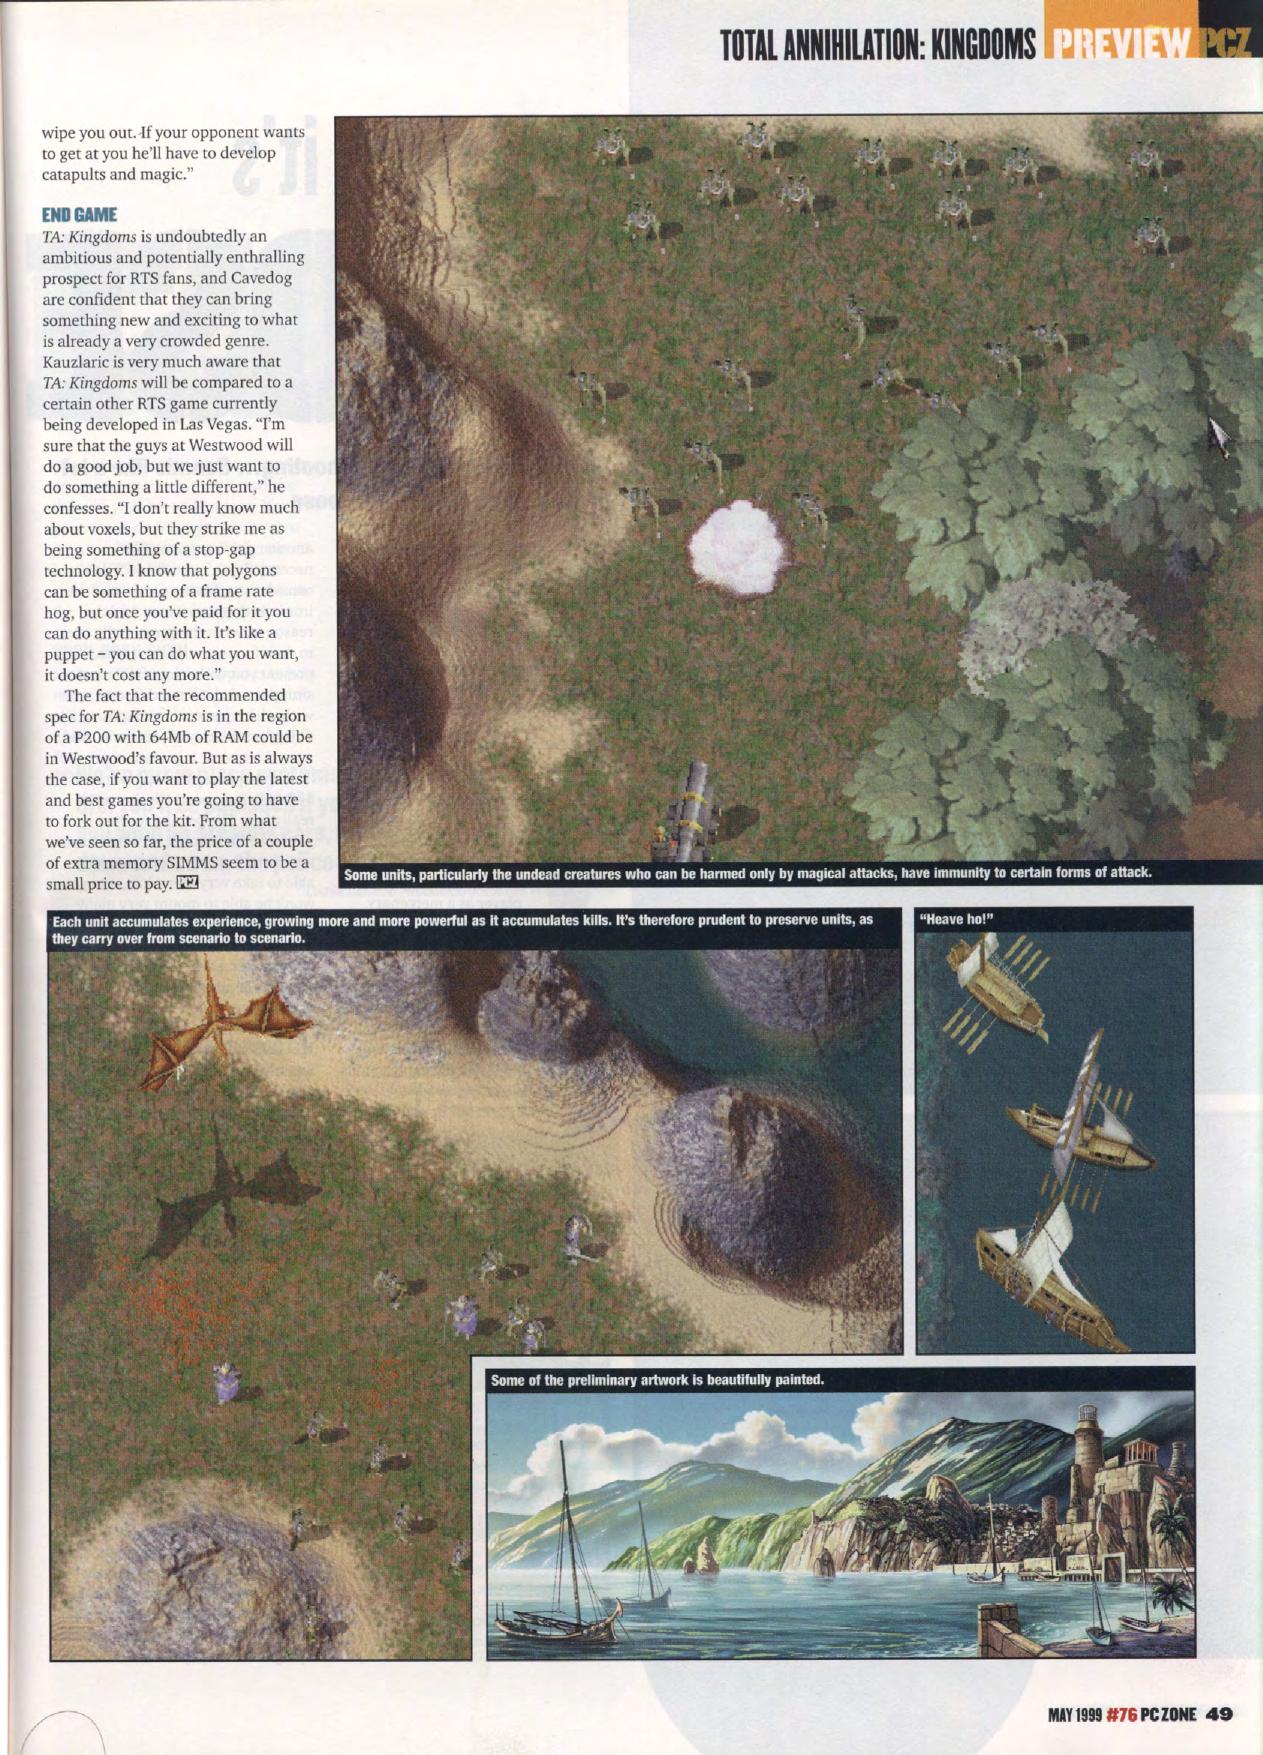 TOTAL ANNIHILATION: KINGDOMS PREVIEW PCZ
wipe you out. If your opponent wants
to get at you he'll have to develop
catapults and magic.”
END GAME
TA: Kingdoms is undoubtedly an
ambitious and potentially enthralling
prospect for RTS fans, and Cavedog
are confident that they can bring
something new and exciting to what
is already a very crowded genre.
Kauzlaric is very much aware that
TA: Kingdoms will be compared to a
certain other RTS game currently
being developed in Las Vegas. “I'm
sure that the guys at Westwood will
do a good job, but we just want to
do something a little different,” he
confesses. “I don't really know much
about voxels, but they strike me as
being something of a stop-gap
technology. I know that polygons
can be something of a frame rate
hog, but once you've paid for it you
can do anything with it. It's like a
puppet – you can do what you want,
it doesn't cost any more.”
The fact that the recommended
spec for TA: Kingdoms is in the region
of a P200 with 64Mb of RAM could be
in Westwood's favour. But as is always
the case, if you want to play the latest
and best games you're going to have
to fork out for the kit. From what
we've seen so far, the price of a couple
of extra memory SIMMS seem to be a
small price to pay. PCZ
Some units, particularly the undead creatures who can be harmed only by magical attacks, have immunity to certain forms of attack.
Each unit accumulates experience, growing more and more powerful as it accumulates kills. It's therefore prudent to preserve units, as
they carry over from scenario to scenario.
“Heave ho!”
Some of the preliminary artwork is beautifully painted.
MAY 1999 #76 PC ZONE 49